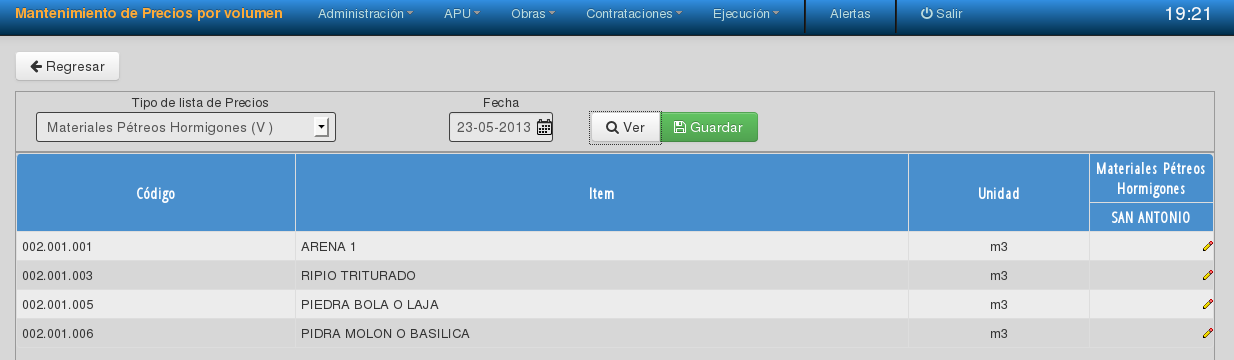 Mantenimiento de Precios por volumen Administración APU Obras Contrataciones Ejecución Alertas Salir 19:21
Regresar
Tipo de lista de Precios Fecha
Materiales Pétreos Hormigones (V ) 23-05-2013 Ver Guardar
Código Item Unidad Materiales Pétreos
Hormigones
SAN ANTONIO
002.001.001 ARENA 1 m3
002.001.003 RIPIO TRITURADO m3
002.001.005 PIEDRA BOLA O LAJA m3
002.001.006 PIDRA MOLON O BASILICA m3